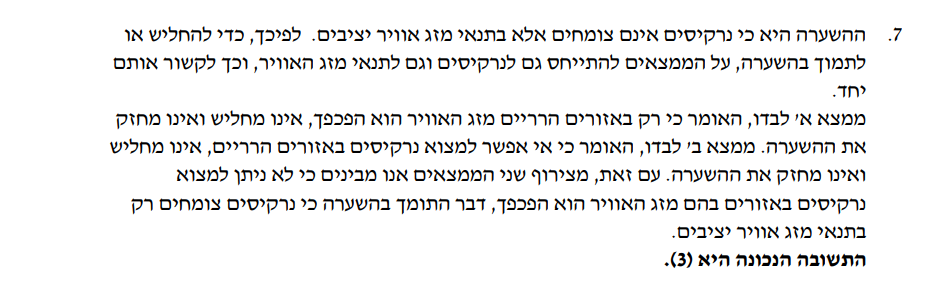 7. ההשערה היא כי נרקיסים אינם צומחים אלא בתנאי מזג אוויר יציבים. לפיכך, כדי להחליש או
לתמוך בהשערה, על הממצאים להתייחס גם לנרקיסים וגם לתנאי מזג האוויר, וכך לקשור אותם
יחד.
ממצא א' לבדו, האומר כי רק באזורים הרריים מזג האוויר הוא הפכפך, אינו מחליש ואינו מחזק
את ההשערה. ממצא ב' לבדו, האומר כי אי אפשר למצוא נרקיסים באזורים הרריים, אינו מחליש
ואינו מחזק את ההשערה. עם זאת, מצירוף שני הממצאים אנו מבינים כי לא ניתן למצוא
נרקיסים באזורים בהם מזג האוויר הוא הפכפך, דבר התומך בהשערה כי נרקיסים צומחים רק
בתנאי מזג אוויר יציבים.
התשובה הנכונה היא (3).